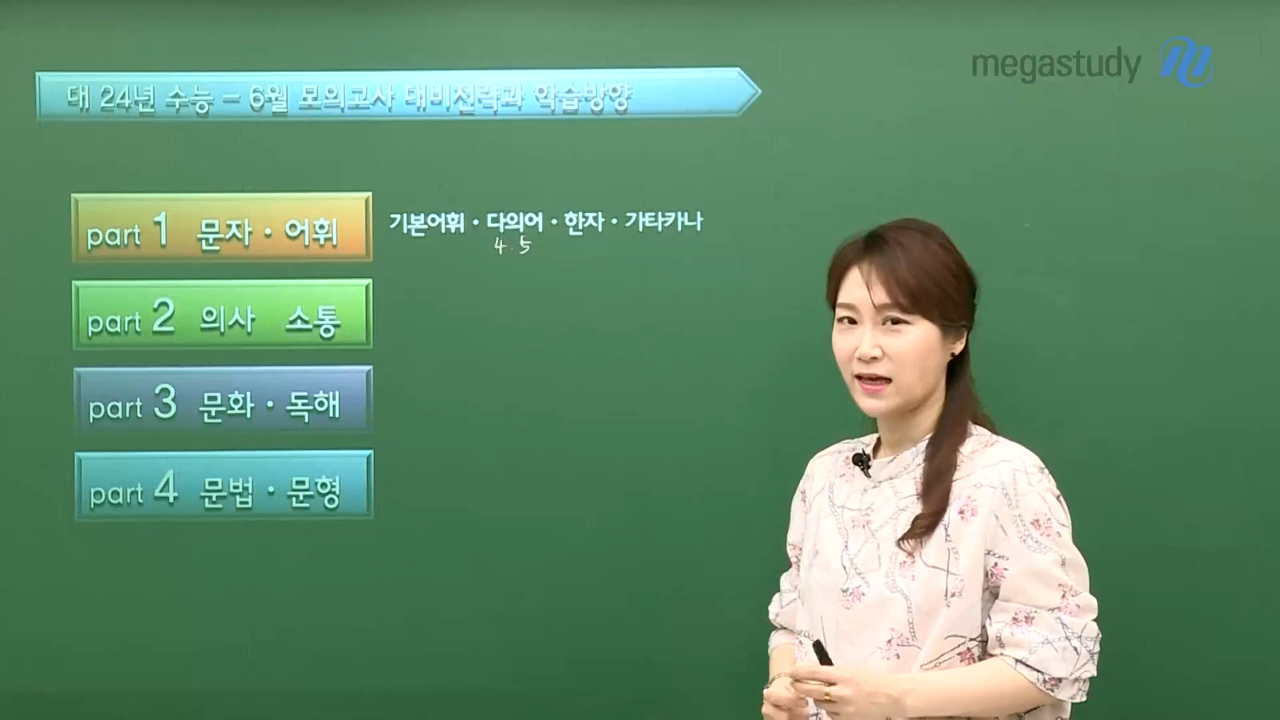 megastudy
대 24년 수능 - 6월 모의고사 대비전략과 학습방향
part 1 문자 · 어휘
기본어휘 · 다의어 · 한자 · 가타카나
4. 5
part 2 의사 소통
part 3 문화 · 독해
part 4 문법 · 문형